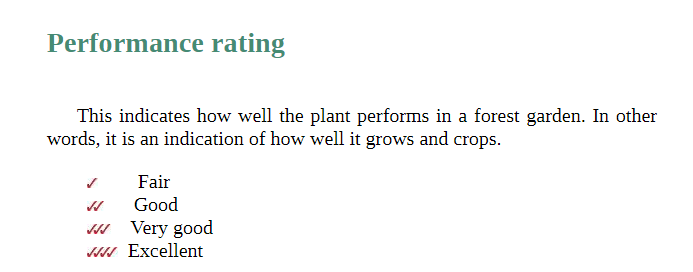 Performance rating
This indicates how well the plant performs in a forest garden. In other
words, it is an indication of how well it grows and crops.
✓ Fair
✓✓ Good
✓✓✓ Very good
✓✓✓✓ Excellent